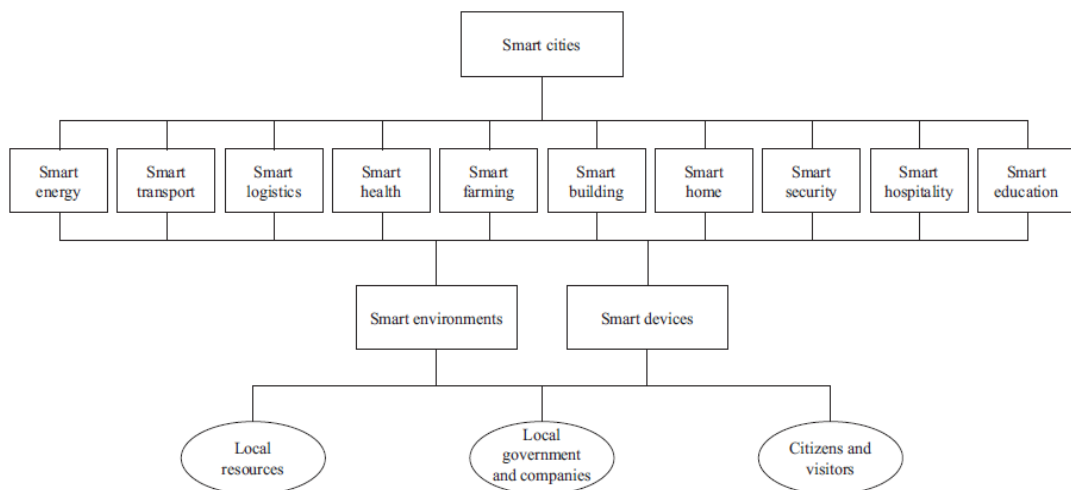 Smart cities
Smart
energy
Smart
transport
Smart
logistics
Smart
health
Smart
farming
Smart
building
Smart
home
Smart
security
Smart
hospitality
Smart
education
Smart environments
Smart devices
Local
resources
Local
government
and companies
Citizens and
visitors